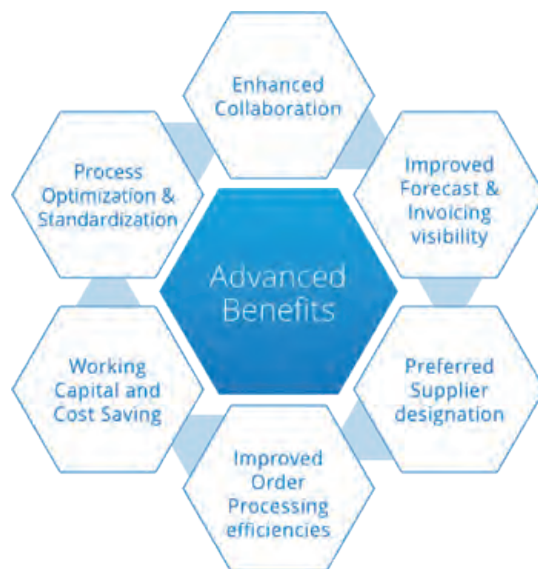 Enhanced
Collaboration
Improved
Forecast &
Invoicing
visibility
Preferred
Supplier
designation
Improved
Order
Processing
efficiencies
Working
Capital and
Cost Saving
Process
Optimization &
Standardization
Advanced
Benefits